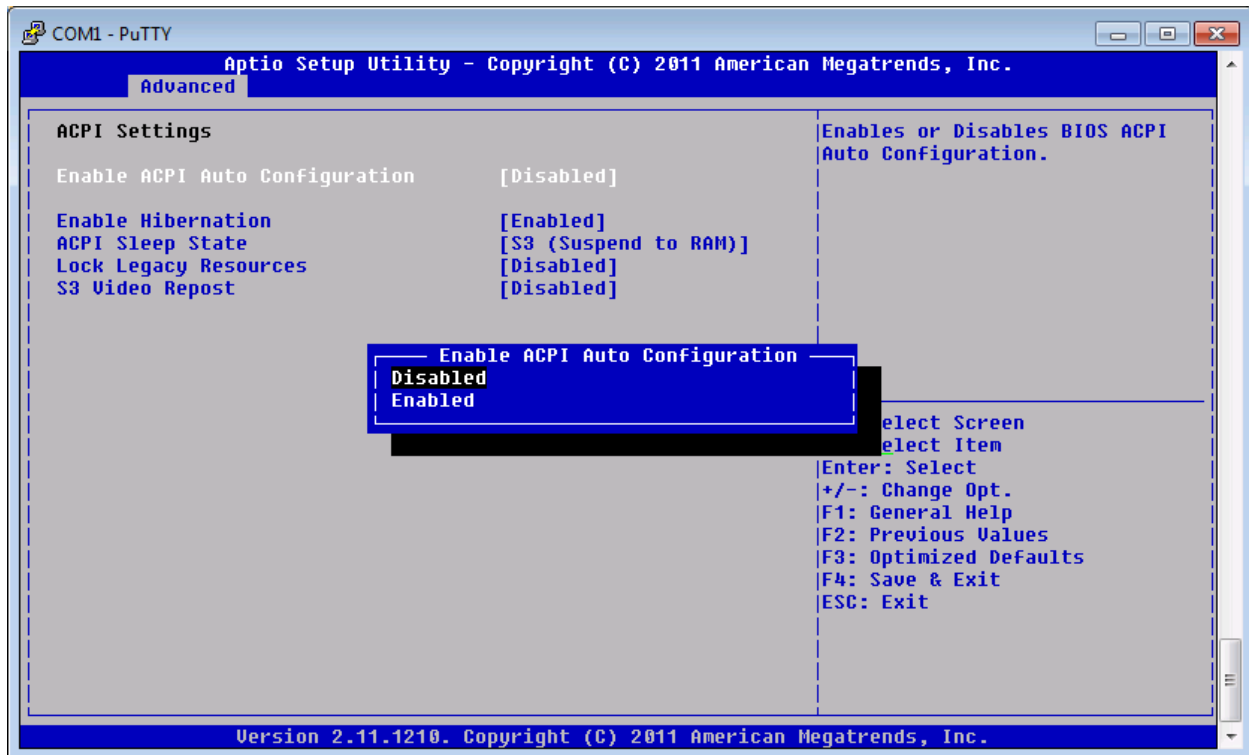 COM1 - PuTTY
Aptio Setup Utility - Copyright (C) 2011 American Megatrends, Inc.
Advanced
ACPI Settings
Enable ACPI Auto Configuration [Disabled]
Enable Hibernation [Enabled]
ACPI Sleep State [S3 (Suspend to RAM)]
Lock Legacy Resources [Disabled]
S3 Video Repost [Disabled]
Enables or Disables BIOS ACPI
Auto Configuration.
Enable ACPI Auto Configuration
Disabled
Enabled
elect Screen
elect Item
Enter: Select
+/-: Change Opt.
F1: General Help
F2: Previous Values
F3: Optimized Defaults
F4: Save & Exit
ESC: Exit
Version 2.11.1210. Copyright (C) 2011 American Megatrends, Inc.